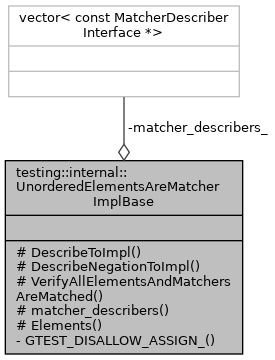 vector< const MatcherDescriber
Interface *>
-matcher_describers_
testing::internal::
UnorderedElementsAreMatcher
ImplBase
# DescribeToImpl()
# DescribeNegationToImpl()
# VerifyAllElementsAndMatchers
AreMatched()
# matcher_describers()
# Elements()
- GTEST_DISALLOW_ASSIGN_()